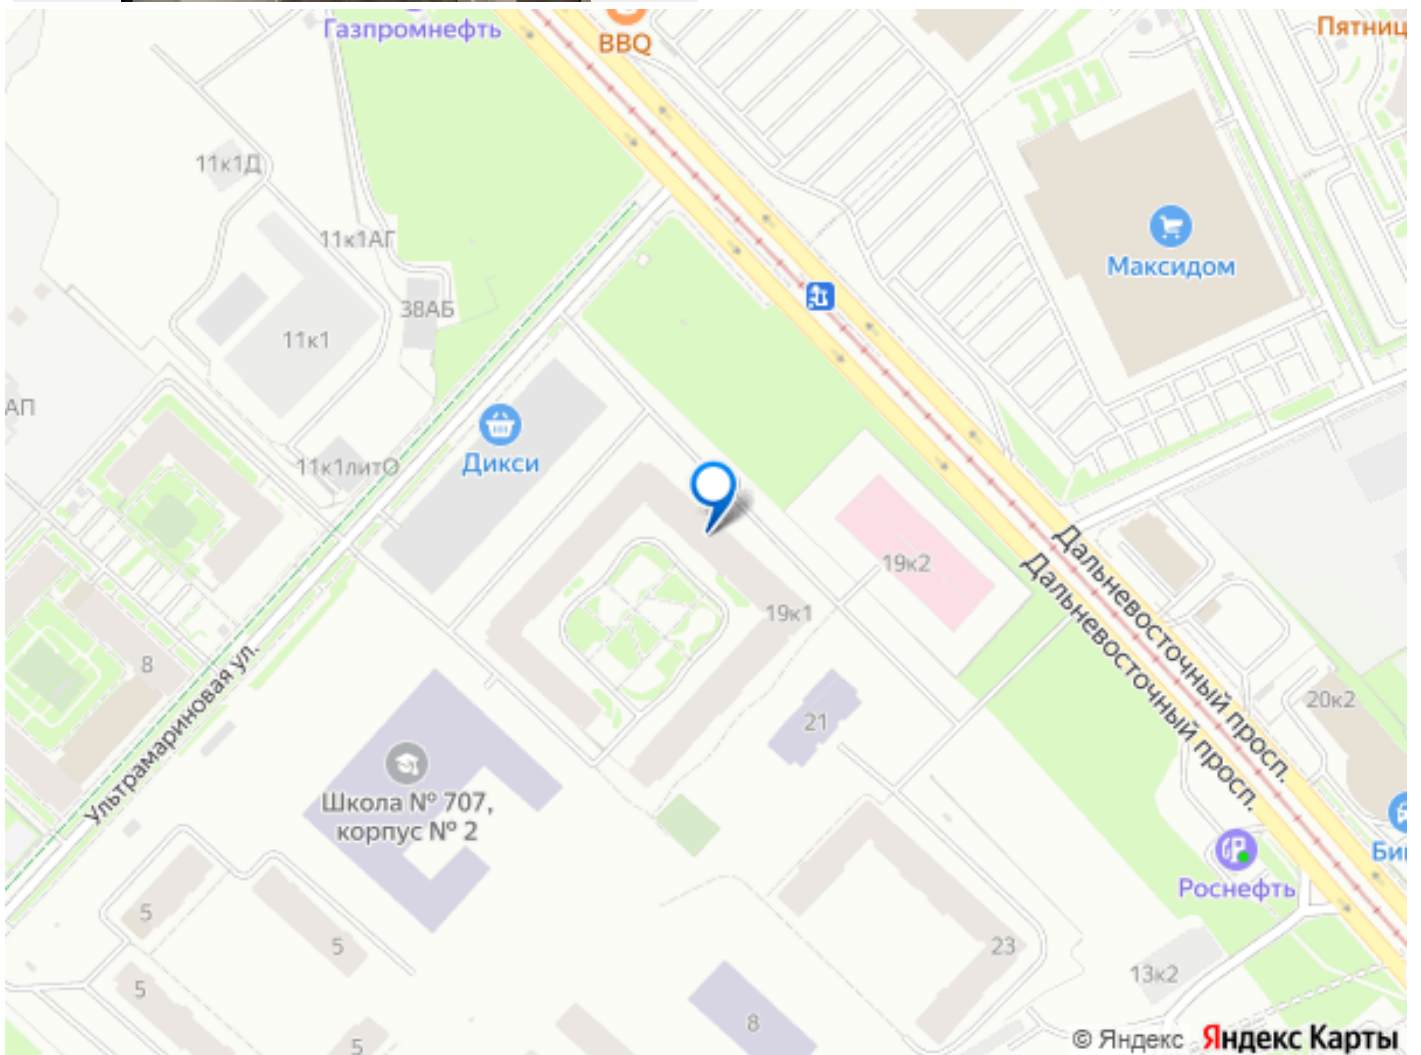 Газпромнефть
BBQ
11к1Д
11к1АГ
38АБ
11к1
Максидом
АП
11к1литО
Дикси
19к2
19к1
Дальневосточный просп.
Дальневосточный просп.
8
Ультрамариновая ул.
21
20к2
Школа № 707,
корпус № 2
Роснефть
5
5
23
13к2
5
8
5
© Яндекс Яндекс Карты